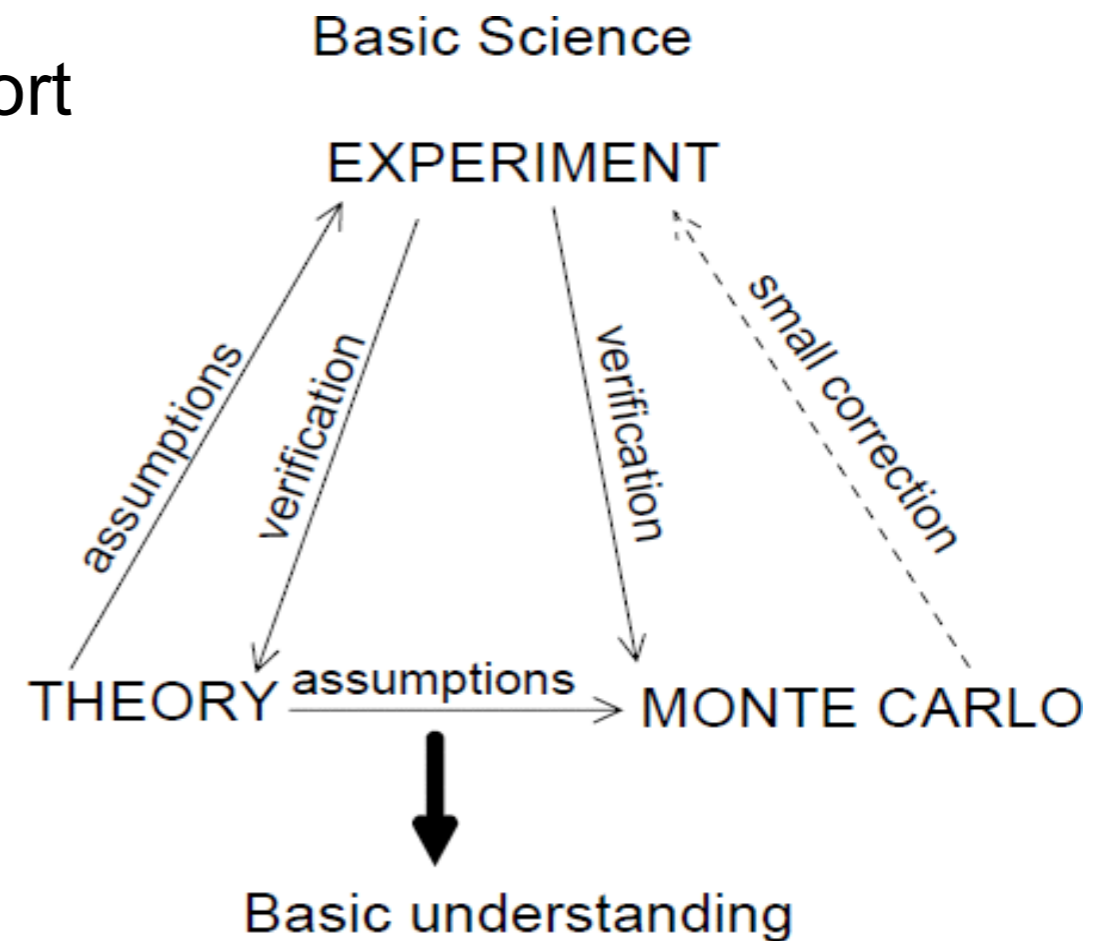 Basic Science
ort
EXPERIMENT
assumptions
verification
verification
small correction
THEORY
assumptions
MONTE CARLO
Basic understanding